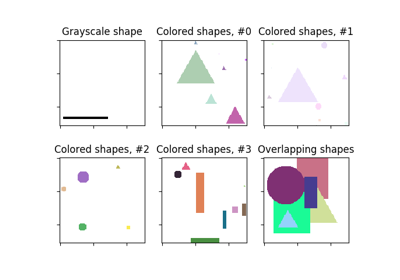 Grayscale shape
Colored shapes, #0
Colored shapes, #1
Colored shapes, #2
Colored shapes, #3
Overlapping shapes